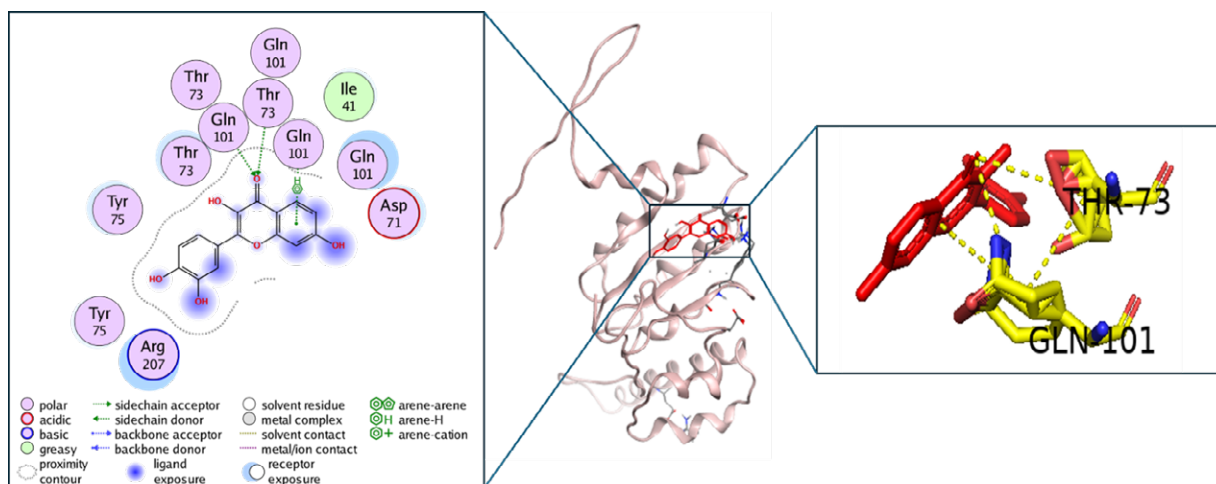 Gln
101
Thr
73
Thr
73
Ile
41
Gln
101
Gln
101
Thr
73
Gln
101
Tyr
75
Asp
71
O
HO
O
OH
HO
OH
H
Tyr
75
Arg
207
polar
acidic
basic
greasy
proximity
contour
sidechain acceptor
sidechain donor
backbone acceptor
backbone donor
ligand
exposure
solvent residue
metal complex
solvent contact
metal/ion contact
receptor
exposure
arene-arene
H arene-H
+ arene-cation
THR-73
GLN-101